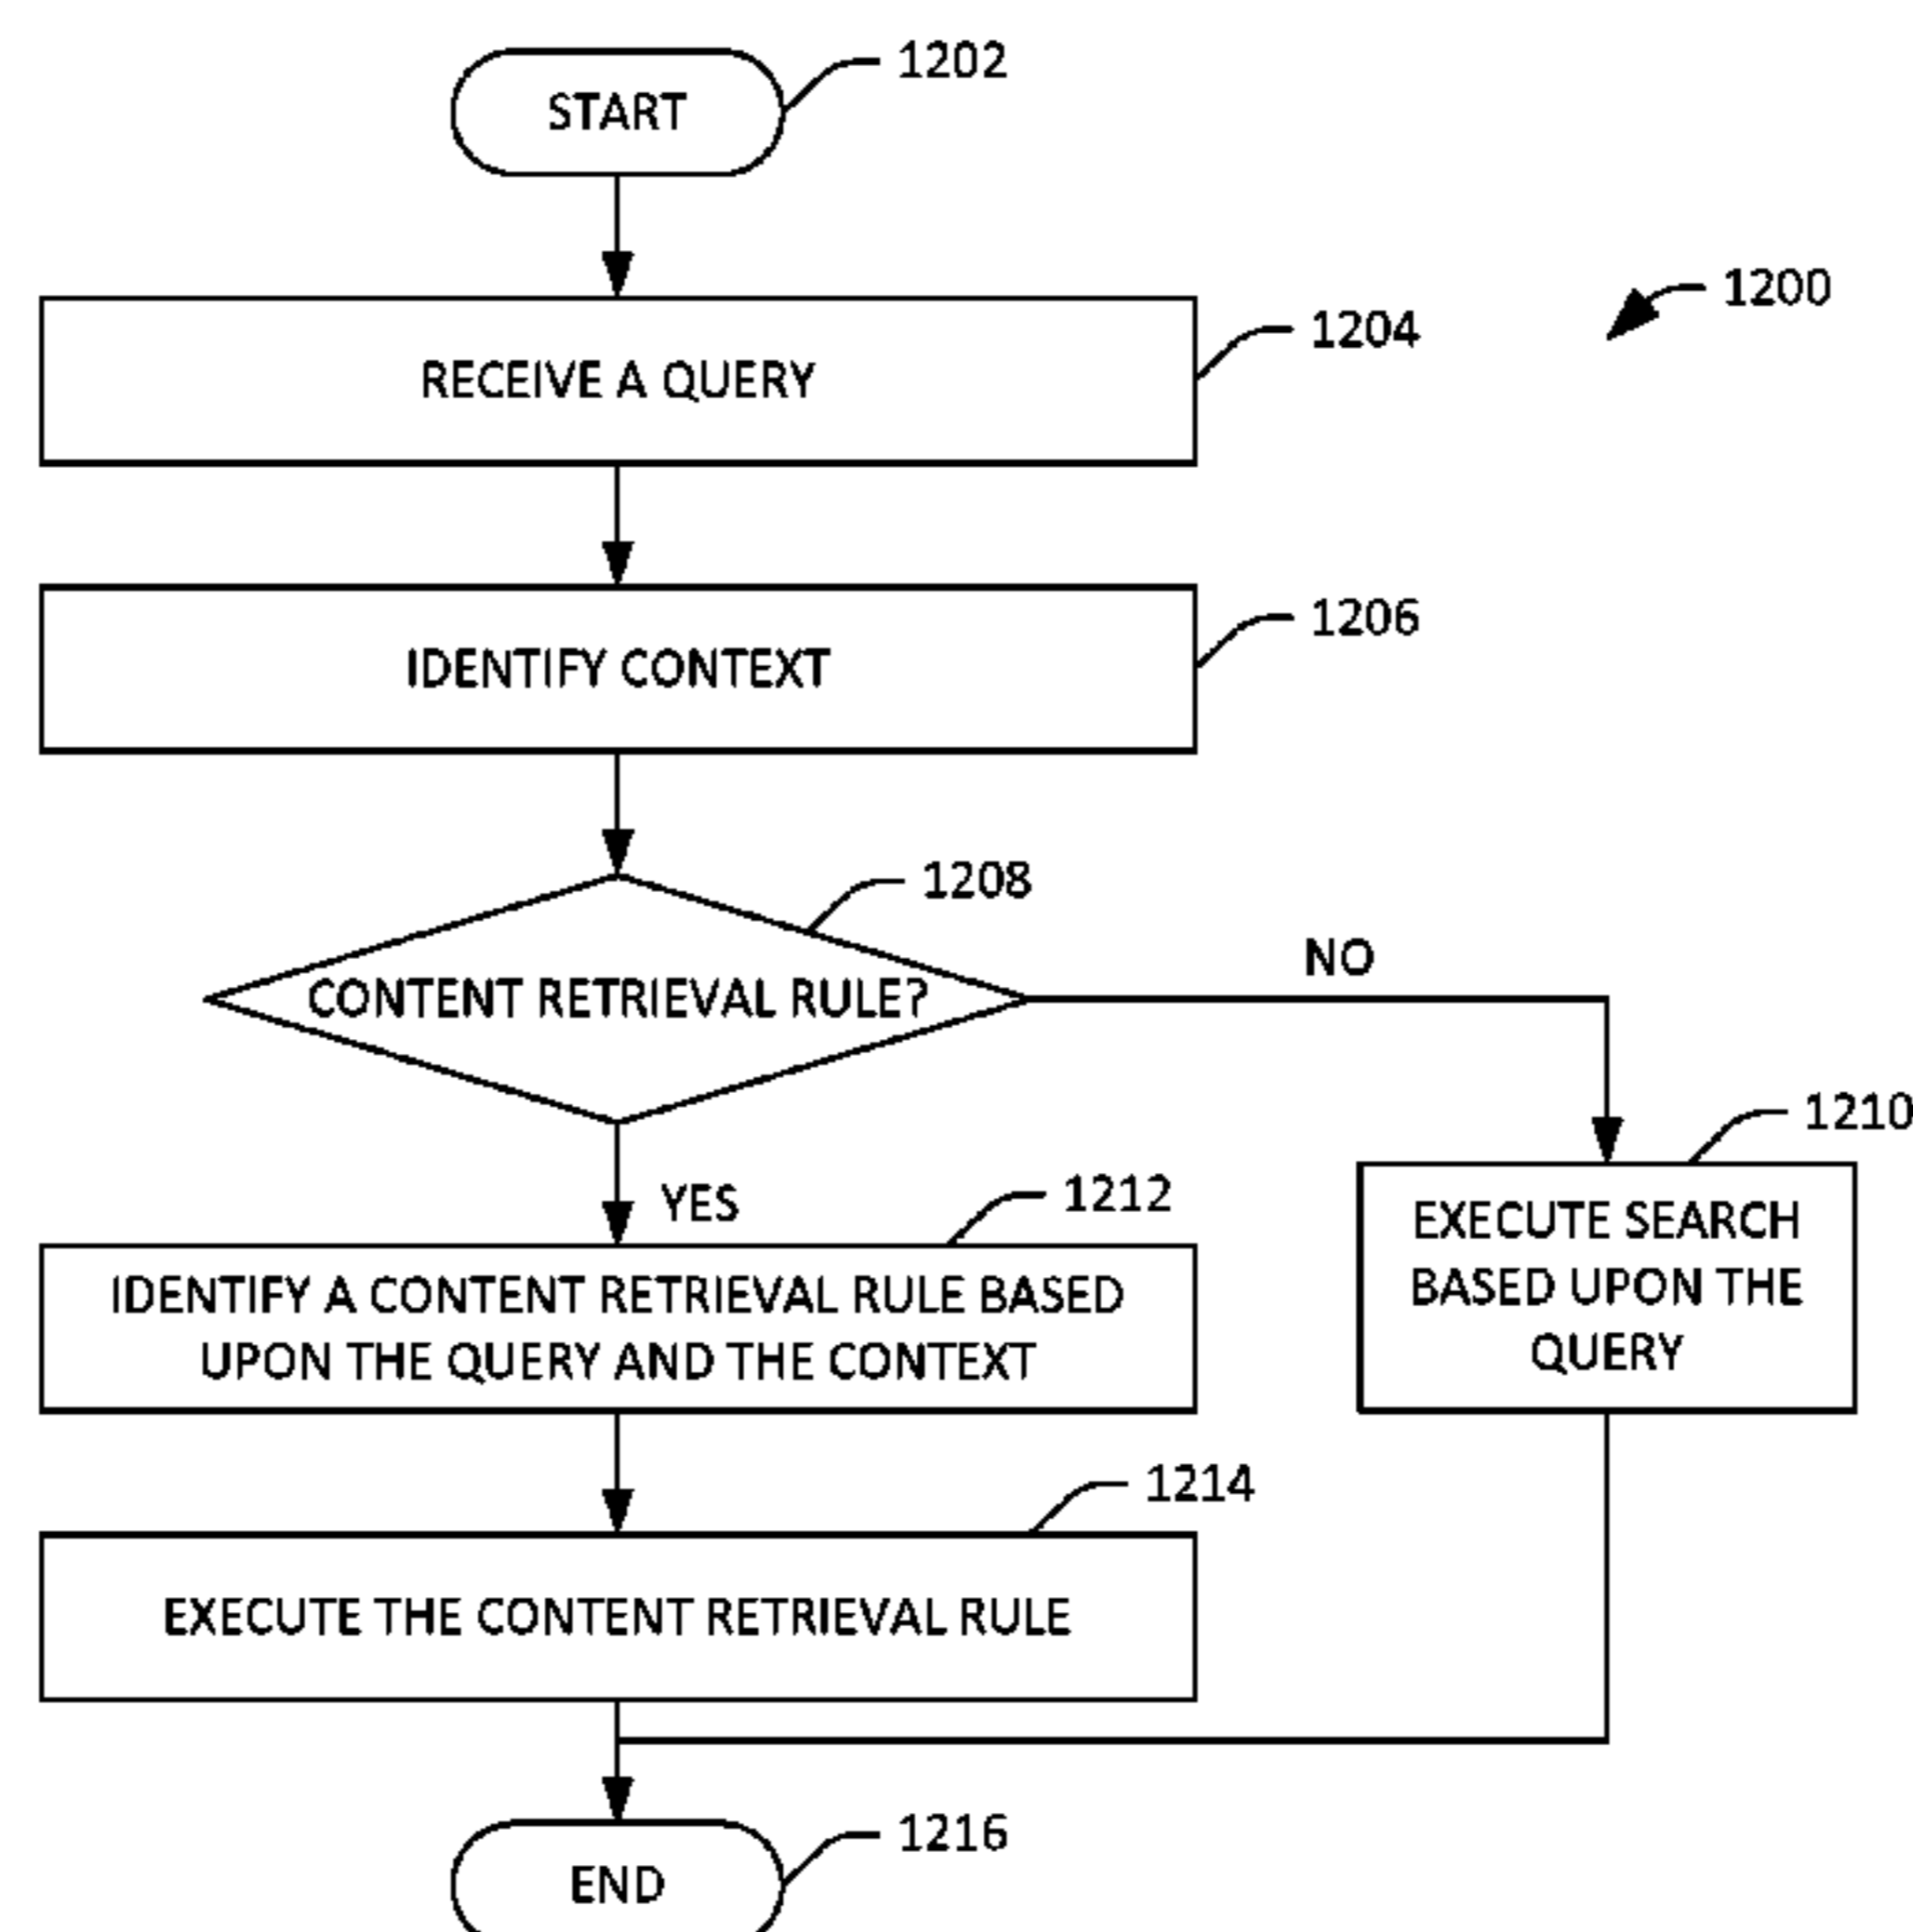 START
1202
1200
RECEIVE A QUERY
1204
IDENTIFY CONTEXT
1206
1208
CONTENT RETRIEVAL RULE?
NO
YES
1212
1210
IDENTIFY A CONTENT RETRIEVAL RULE BASED
UPON THE QUERY AND THE CONTEXT
EXECUTE SEARCH
BASED UPON THE
QUERY
1214
EXECUTE THE CONTENT RETRIEVAL RULE
1216
END